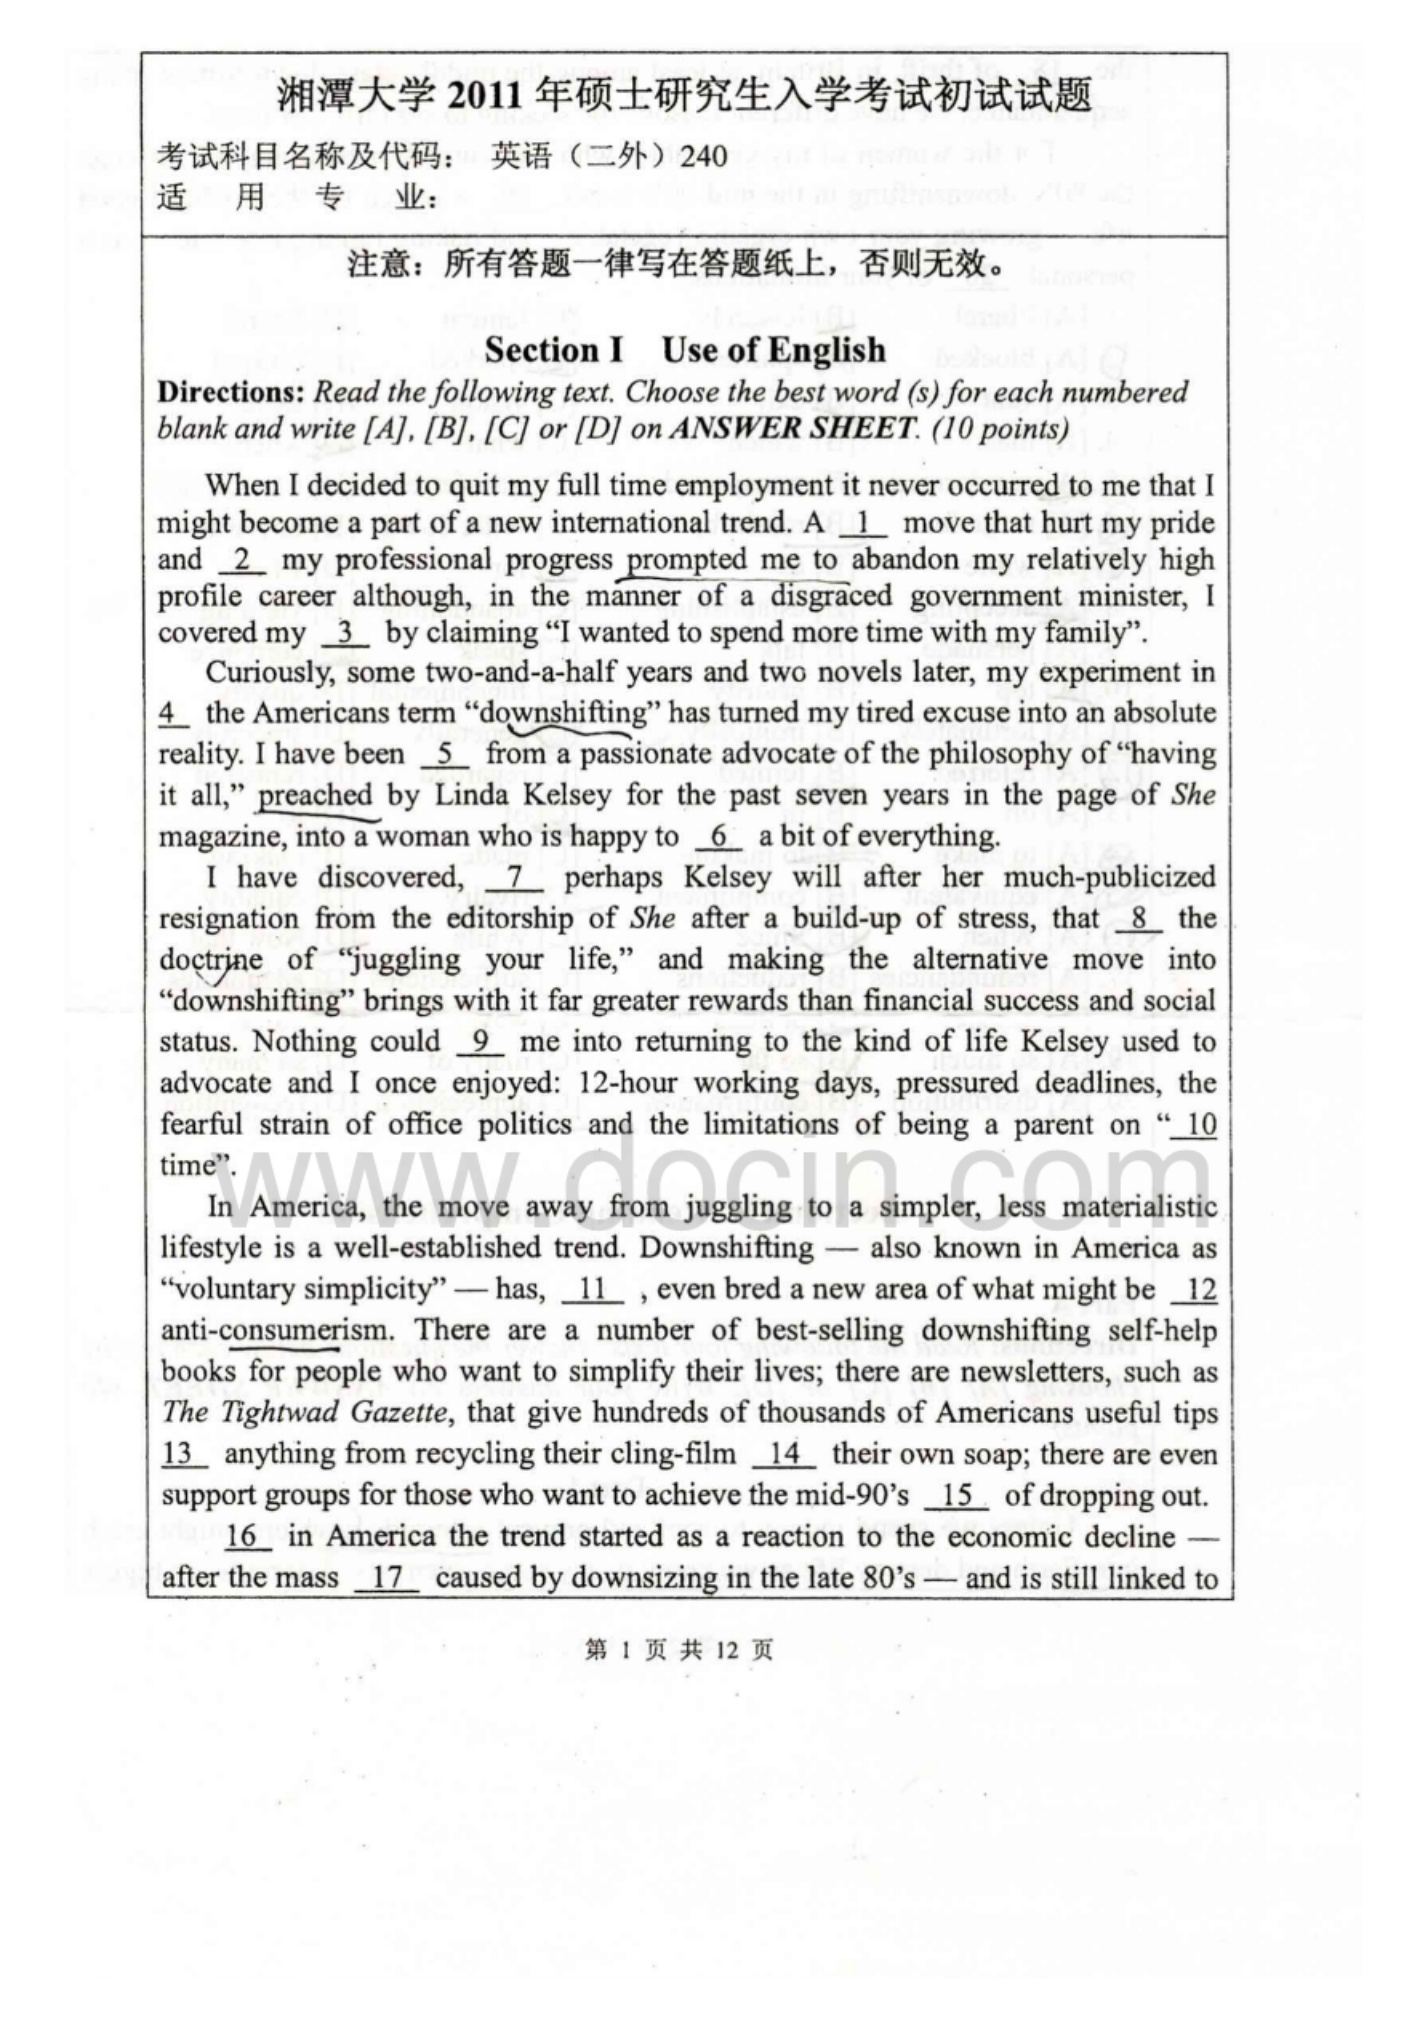 湘潭大学 2011 年硕士研究生入学考试初试试题
考试科目名称及代码： 英语（二外）240
适 用 专 业：
注意：所有答题一律写在答题纸上，否则无效。
Section I Use of English
Directions: Read the following text. Choose the best word (s) for each numbered
blank and write [A], [B], [C] or [D] on ANSWER SHEET. (10 points)
When I decided to quit my full time employment it never occurred to me that I
might become a part of a new international trend. A 1 move that hurt my pride
and 2 my professional progress prompted me to abandon my relatively high
profile career although, in the manner of a disgraced government minister, I
covered my 3 by claiming “I wanted to spend more time with my family”.
Curiously, some two-and-a-half years and two novels later, my experiment in
4 the Americans term “downshifting” has turned my tired excuse into an absolute
reality. I have been 5 from a passionate advocate of the philosophy of “having
it all,” preached by Linda Kelsey for the past seven years in the page of She
magazine, into a woman who is happy to 6 a bit of everything.
I have discovered, 7 perhaps Kelsey will after her much-publicized
resignation from the editorship of She after a build-up of stress, that 8 the
doctrine of “juggling your life,” and making the alternative move into
“downshifting” brings with it far greater rewards than financial success and social
status. Nothing could 9 me into returning to the kind of life Kelsey used to
advocate and I once enjoyed: 12-hour working days, pressured deadlines, the
fearful strain of office politics and the limitations of being a parent on “ 10
time”.
In America, the move away from juggling to a simpler, less materialistic
lifestyle is a well-established trend. Downshifting — also known in America as
“voluntary simplicity” — has, 11 , even bred a new area of what might be 12
anti-consumerism. There are a number of best-selling downshifting self-help
books for people who want to simplify their lives; there are newsletters, such as
The Tightwad Gazette, that give hundreds of thousands of Americans useful tips
13 anything from recycling their cling-film 14 their own soap; there are even
support groups for those who want to achieve the mid-90’s 15 of dropping out.
16 in America the trend started as a reaction to the economic decline —
after the mass 17 caused by downsizing in the late 80’s — and is still linked to
第 1 页 共 12 页
www.docin.com